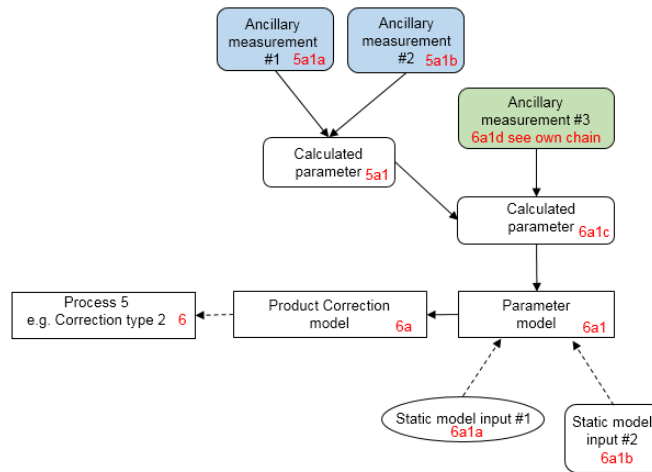 Ancillary
measurement
#1 5a1a
Ancillary
measurement
#2 5a1b
Ancillary
measurement #3
6a1d see own chain
Calculated
parameter 5a1
Calculated
parameter
6a1c
Process 5
e.g. Correction type 2 6
Product Correction
model 6a
Parameter
model 6a1
Static model input #1
6a1a
Static model
input #2
6a1b